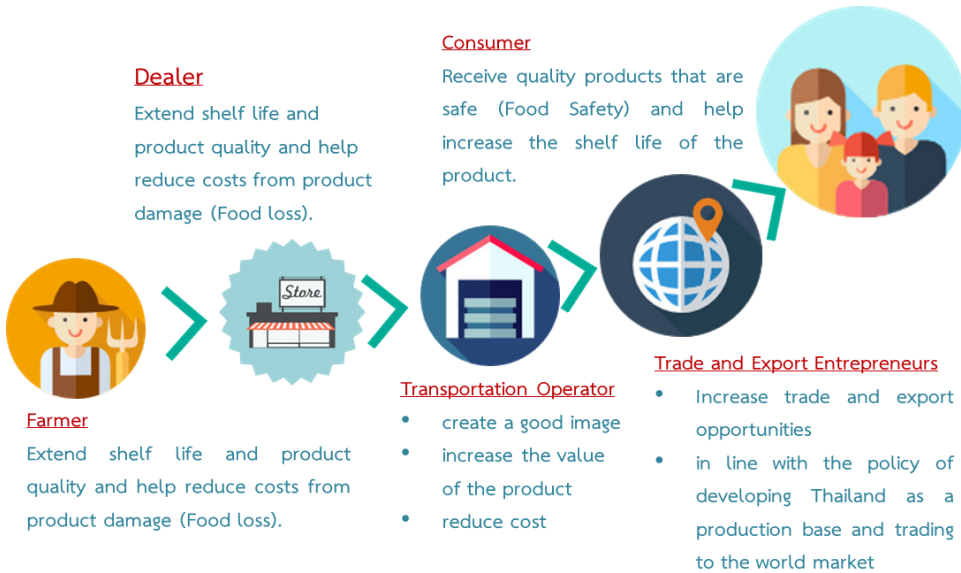 Dealer
Extend shelf life and
product quality and help
reduce costs from product
damage (Food loss).
Consumer
Receive quality products that are
safe (Food Safety) and help
increase the shelf life of the
product.
Store
Farmer
Extend shelf life and product
quality and help reduce costs from
product damage (Food loss).
Transportation Operator
• create a good image
• increase the value
of the product
• reduce cost
Trade and Export Entrepreneurs
• Increase trade and export
opportunities
• in line with the policy of
developing Thailand as a
production base and trading
to the world market